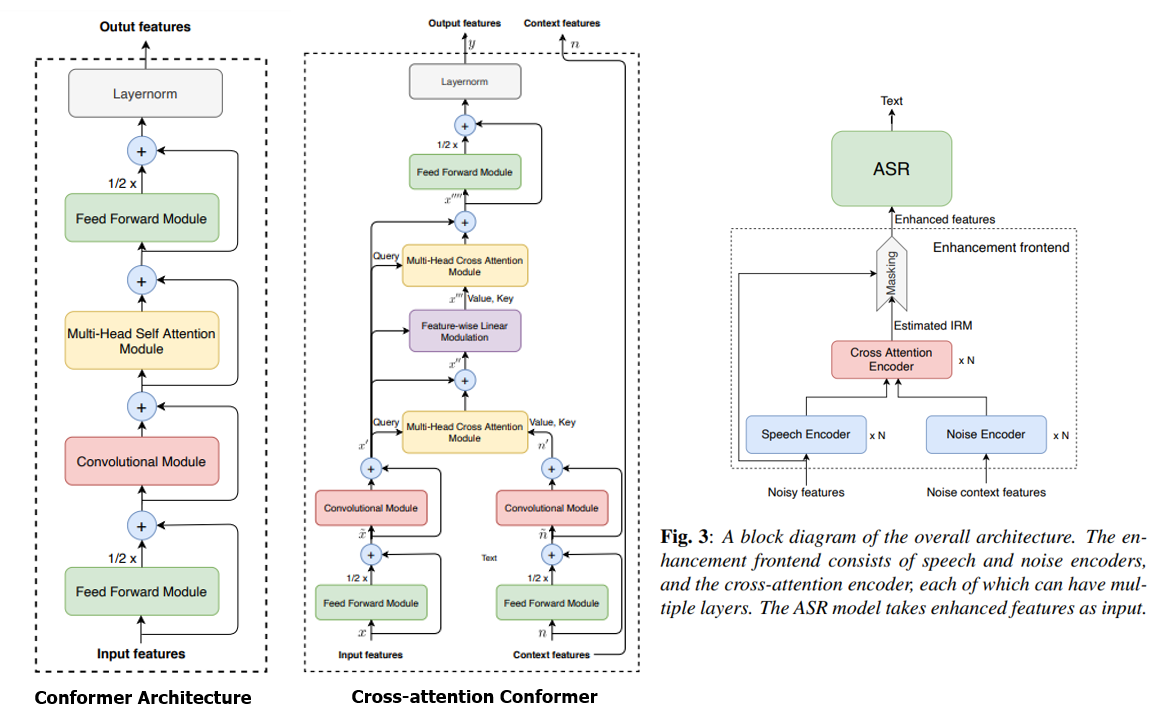 Outut features
Layernorm
+
1/2 x
Feed Forward Module
+
Multi-Head Self Attention
Module
+
Convolutional Module
+
1/2 x
Feed Forward Module
Input features
Conformer Architecture
Output features
Context features
y
n
Layernorm
+
1/2 x
Feed Forward Module
x''''
+
Query
Multi-Head Cross Attention
Module
x''' Value, Key
Feature-wise Linear
Modulation
x''
+
Query
Multi-Head Cross Attention
Module
Value, Key
x'
n'
+
+
Convolutional Module
Convolutional Module
x̃
ñ
+
Text
+
1/2 x
1/2 x
Feed Forward Module
Feed Forward Module
x
n
Input features
Context features
Cross-attention Conformer
Text
ASR
Enhanced features
Enhancement frontend
Masking
Estimated IRM
Cross Attention
Encoder
x N
Speech Encoder
x N
Noise Encoder
x N
Noisy features
Noise context features
Fig. 3: A block diagram of the overall architecture. The en-
hancement frontend consists of speech and noise encoders,
and the cross-attention encoder, each of which can have mul-
tiple layers. The ASR model takes enhanced features as input.